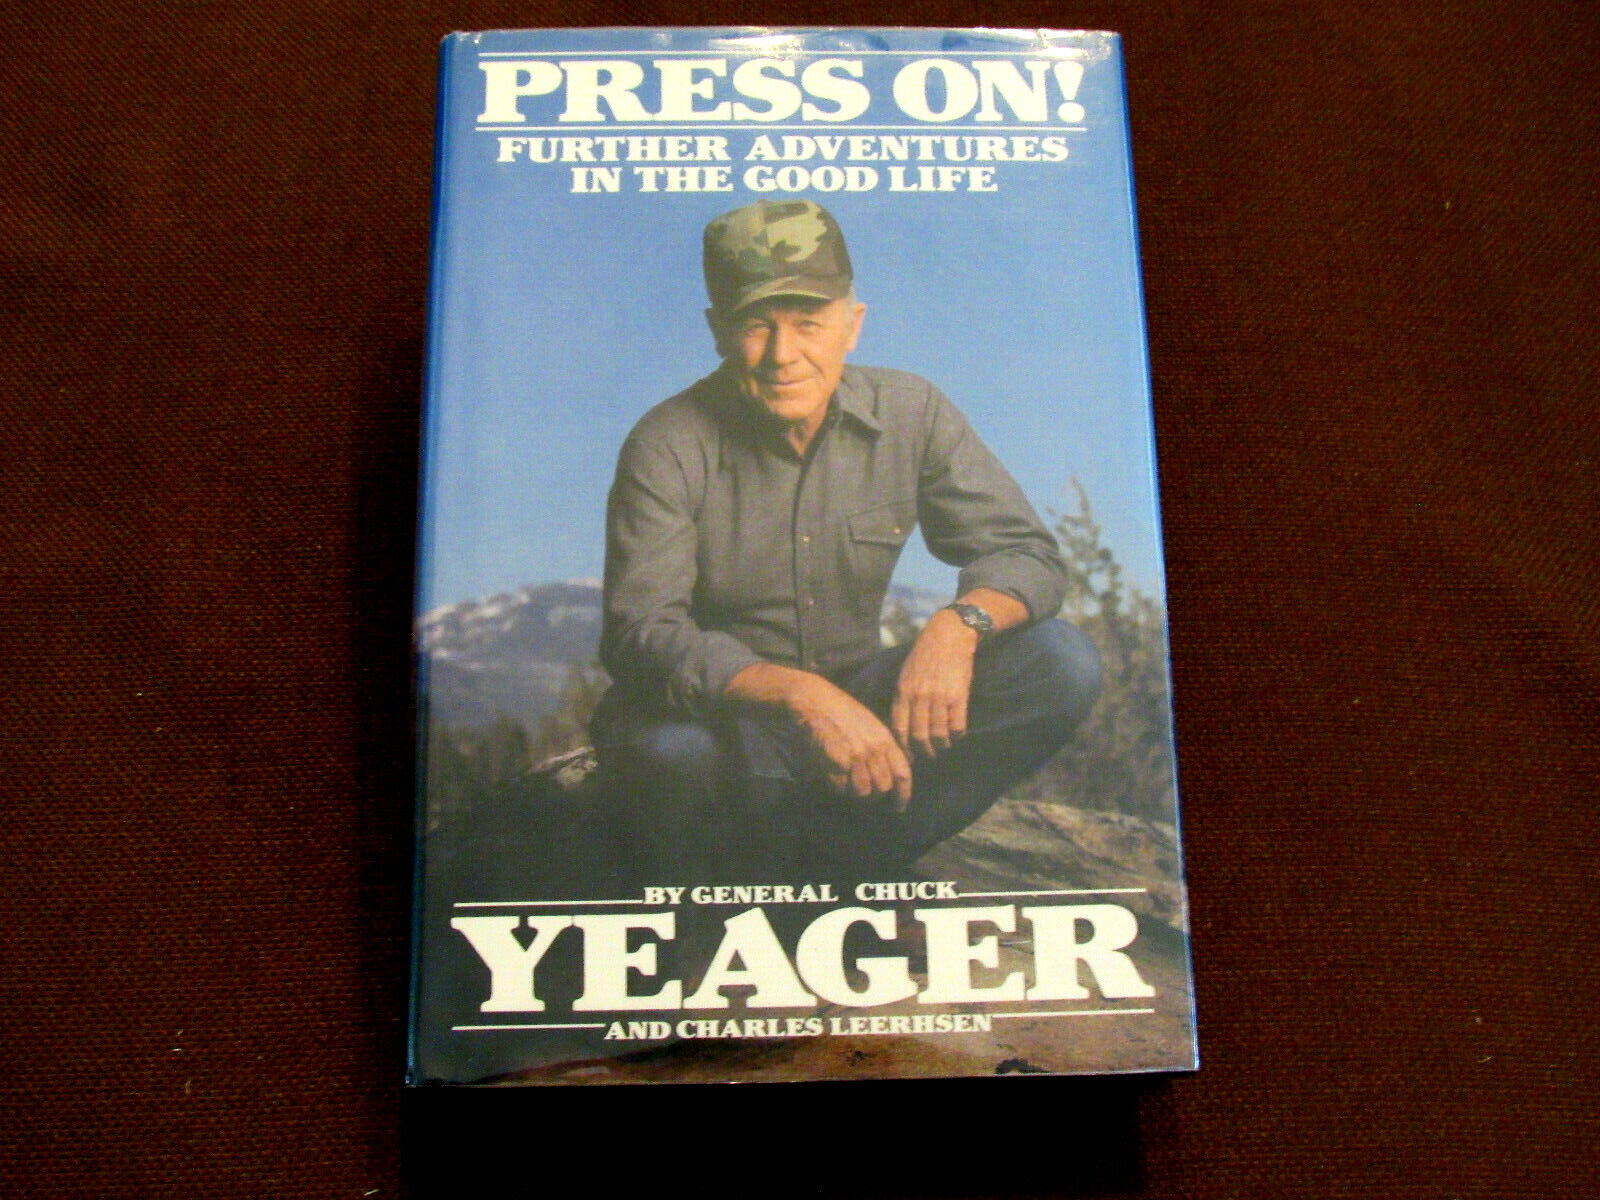 PRESS ON!
FURTHER ADVENTURES
IN THE GOOD LIFE
BY GENERAL CHUCK
YEAGER
AND CHARLES LEERHSEN